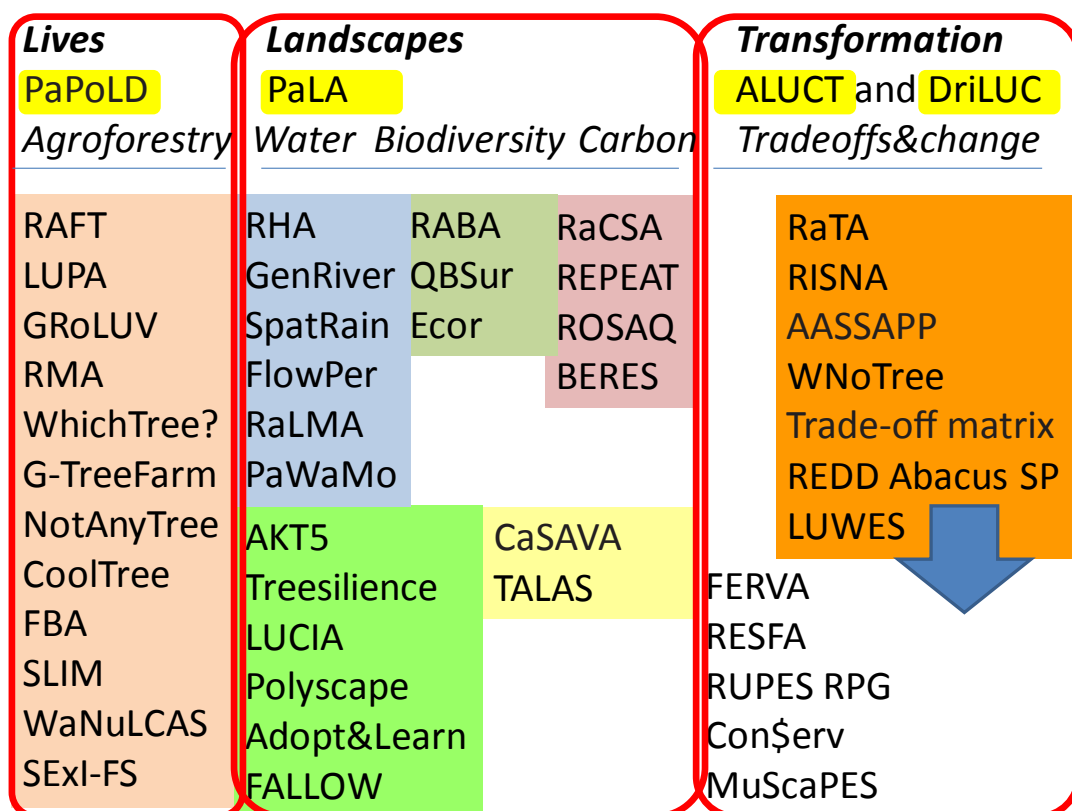 Lives
PaPoLD
Agroforestry
RAFT
LUPA
GRoLUV
RMA
WhichTree?
G-TreeFarm
NotAnyTree
CoolTree
FBA
SLIM
WaNuLCAS
SExI-FS
Landscapes
PaLA
Water Biodiversity Carbon
RHA
GenRiver
SpatRain
FlowPer
RaLMA
PaWaMo
RABA
QBSur
Ecor
RaCSA
REPEAT
ROSAQ
BERES
AKT5
Treesilience
LUCIA
Polyscape
Adopt&Learn
FALLOW
CaSAVA
TALAS
Transformation
ALUCT and DriLUC
Tradeoffs&change
RaTA
RISNA
AASSAPP
WNoTree
Trade-off matrix
REDD Abacus SP
LUWES
FERVA
RESFA
RUPES RPG
Con$erv
MuScaPES